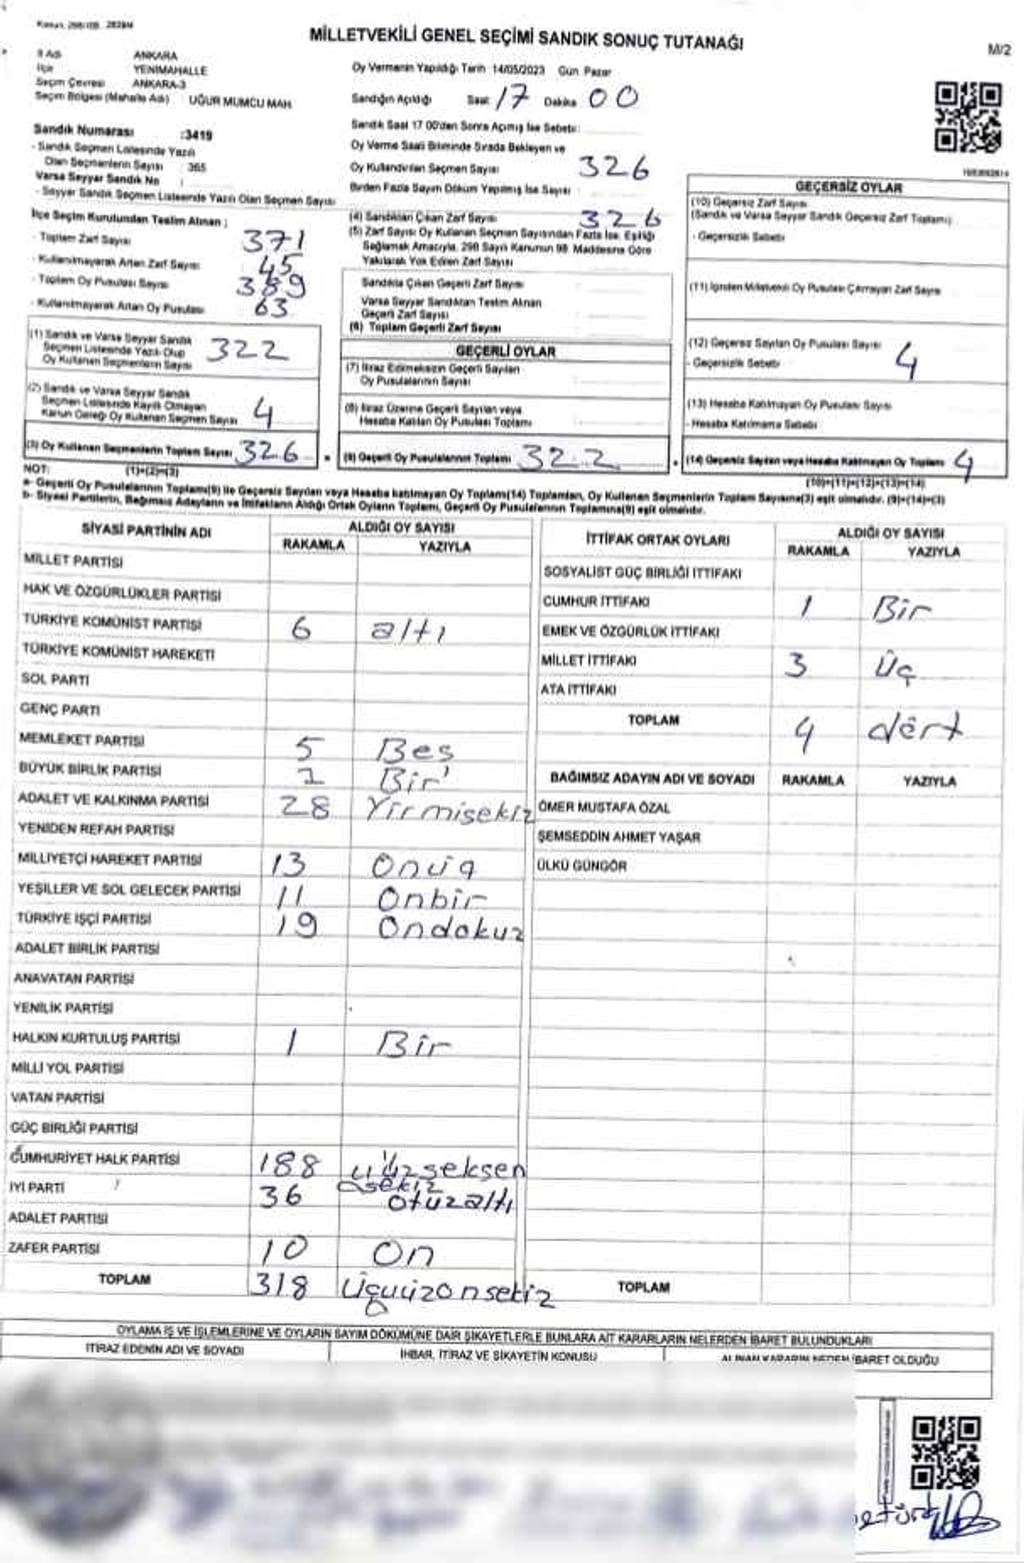 MİLLETVEKİLİ GENEL SEÇİMİ SANDIK SONUÇ TUTANAĞI
M/2
İl Adı ANKARA
İlçe YENİMAHALLE
Seçim Çevresi ANKARA-3
Seçim Bölgesi (Mahalle Adı) UĞUR MUMCU MAH.
Oy Vermenin Yapıldığı Tarih 14/05/2023 Gün Pazar
Sandığın Açıldığı Saat 17 Dakika 00
Sandık Numarası :3419
- Sandık Seçmen Listesinde Yazılı
Olan Seçmenlerin Sayısı : 365
Varsa Seyyar Sandık No :
- Seyyar Sandık Seçmen Listesinde Yazılı Olan Seçmen Sayısı
Sandık Saat 17 00'den Sonra Açılmış İse Sebebi:
Oy Verme Saati Bitiminde Sırada Bekleyen ve
Oy Kullandırılan Seçmen Sayısı 326
Birden Fazla Sayım Döküm Yapılmış İse Sayısı :
İlçe Seçim Kurulundan Teslim Alınan :
- Toplam Zarf Sayısı 371
- Kullanılmayarak Artan Zarf Sayısı 45
- Toplam Oy Pusulası Sayısı 389
- Kullanılmayarak Artan Oy Pusulası 63
(4) Sandıktan Çıkan Zarf Sayısı 326
(5) Zarf Sayısı Oy Kullanan Seçmen Sayısından Fazla İse, Eşitliği
Sağlamak Amacıyla, 298 Sayılı Kanunun 98. Maddesine Göre
Yakılarak Yok Edilen Zarf Sayısı
Sandıkta Çıkan Geçerli Zarf Sayısı
Varsa Seyyar Sandıktan Teslim Alınan
Geçerli Zarf Sayısı
(6) Toplam Geçerli Zarf Sayısı
GEÇERSİZ OYLAR
(10) Geçersiz Zarf Sayısı
(Sandık ve Varsa Seyyar Sandık Geçersiz Zarf Toplamı)
- Geçersizlik Sebebi
(11) İçinden Milletvekili Oy Pusulası Çıkmayan Zarf Sayısı
(12) Geçersiz Sayılan Oy Pusulası Sayısı 4
- Geçersizlik Sebebi
(13) Hesaba Katılmayan Oy Pusulası Sayısı
- Hesaba Katılmama Sebebi
(14) Geçersiz Sayılan veya Hesaba Katılmayan Oy Toplamı 4
(10)+(11)+(12)+(13)=(14)
(1) Sandık ve Varsa Seyyar Sandık
Seçmen Listesinde Yazılı Olup
Oy Kullanan Seçmenlerin Sayısı 322
(2) Sandık ve Varsa Seyyar Sandık
Seçmen Listesinde Kayıtlı Olmayan
Kanun Gereği Oy Kullanan Seçmen Sayısı 4
(3) Oy Kullanan Seçmenlerin Toplam Sayısı 326
(1)+(2)=(3)
GEÇERLİ OYLAR
(7) İtiraz Edilmeksizin Geçerli Sayılan
Oy Pusulalarının Sayısı
(8) İtiraz Üzerine Geçerli Sayılan veya
Hesaba Katılan Oy Pusulası Toplamı
(9) Geçerli Oy Pusulalarının Toplamı 322
NOT:
a- Geçerli Oy Pusulalarının Toplamı(9) ile Geçersiz Sayılan veya Hesaba katılmayan Oy Toplamı(14) Toplamları, Oy Kullanan Seçmenlerin Toplam Sayısına(3) eşit olmalıdır. (9)+(14)=(3)
b- Siyasi Partilerin, Bağımsız Adayların ve İttifakların Aldığı Ortak Oyların Toplamı, Geçerli Oy Pusulalarının Toplamına(9) eşit olmalıdır.
SİYASİ PARTİNİN ADI ALDIĞI OY SAYISI
RAKAMLA YAZIYLA
MİLLET PARTİSİ
HAK VE ÖZGÜRLÜKLER PARTİSİ
TÜRKİYE KOMÜNİST PARTİSİ 6 altı
TÜRKİYE KOMÜNİST HAREKETİ
SOL PARTİ
GENÇ PARTİ
MEMLEKET PARTİSİ 5 Beş
BÜYÜK BİRLİK PARTİSİ 1 Bir
ADALET VE KALKINMA PARTİSİ 28 Yirmisekiz
YENİDEN REFAH PARTİSİ
MİLLİYETÇİ HAREKET PARTİSİ 13 Onüç
YEŞİLLER VE SOL GELECEK PARTİSİ 11 Onbir
TÜRKİYE İŞÇİ PARTİSİ 19 Ondokuz
ADALET BİRLİK PARTİSİ
ANAVATAN PARTİSİ
YENİLİK PARTİSİ
HALKIN KURTULUŞ PARTİSİ 1 Bir
MİLLİ YOL PARTİSİ
VATAN PARTİSİ
GÜÇ BİRLİĞİ PARTİSİ
CUMHURİYET HALK PARTİSİ 188 yüzseksen
sekiz
İYİ PARTİ 36 otuzaltı
ADALET PARTİSİ
ZAFER PARTİSİ 10 On
TOPLAM 318 Üçyüzonsekiz
İTTİFAK ORTAK OYLARI ALDIĞI OY SAYISI
RAKAMLA YAZIYLA
SOSYALİST GÜÇ BİRLİĞİ İTTİFAKI
CUMHUR İTTİFAKI 1 Bir
EMEK VE ÖZGÜRLÜK İTTİFAKI
MİLLET İTTİFAKI 3 Üç
ATA İTTİFAKI
TOPLAM 4 dört
BAĞIMSIZ ADAYIN ADI VE SOYADI RAKAMLA YAZIYLA
ÖMER MUSTAFA ÖZAL
ŞEMSEDDİN AHMET YAŞAR
ÜLKÜ GÜNGÖR
TOPLAM
OYLAMA İŞ VE İŞLEMLERİNE VE OYLARIN SAYIM DÖKÜMÜNE DAİR ŞİKAYETLERLE BUNLARA AİT KARARLARIN NELERDEN İBARET BULUNDUKLARI
İTİRAZ EDENİN ADI VE SOYADI
İHBAR, İTİRAZ VE ŞİKAYETİN KONUSU
ALINAN KARARIN NEDEN İBARET OLDUĞU